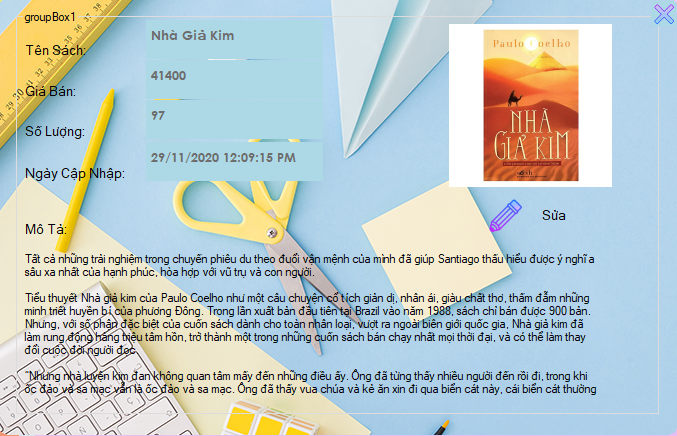 groupBox1
Tên Sách:
Nhà Giả Kim
Giá Bán:
41400
Số Lượng:
97
Ngày Cập Nhập:
29/11/2020 12:09:15 PM
Paulo Coelho
NHÀ
GIẢ KIM
Sửa
Mô Tả:
Tất cả những trải nghiệm trong chuyến phiêu du theo đuổi vận mệnh của mình đã giúp Santiago thấu hiểu được ý nghĩa
sâu xa nhất của hạnh phúc, hòa hợp với vũ trụ và con người.
Tiểu thuyết Nhà giả kim của Paulo Coelho như một câu chuyện cổ tích giản dị, nhân ái, giàu chất thơ, thấm đẫm những
minh triết huyền bí của phương Đông. Trong lần xuất bản đầu tiên tại Brazil vào năm 1988, sách chỉ bán được 900 bản.
Nhưng, với số phận đặc biệt của cuốn sách dành cho toàn nhân loại, vượt ra ngoài biên giới quốc gia, Nhà giả kim đã
làm rung động hàng triệu tâm hồn, trở thành một trong những cuốn sách bán chạy nhất mọi thời đại, và có thể làm thay
đổi cuộc đời người đọc.
“Nhưng nhà luyện kim đan không quan tâm mấy đến những điều ấy. Ông đã từng thấy nhiều người đến rồi đi, trong khi
ốc đảo và sa mạc vẫn là ốc đảo và sa mạc. Ông đã thấy vua chúa và kẻ ăn xin đi qua biển cát này, cái biển cát thường